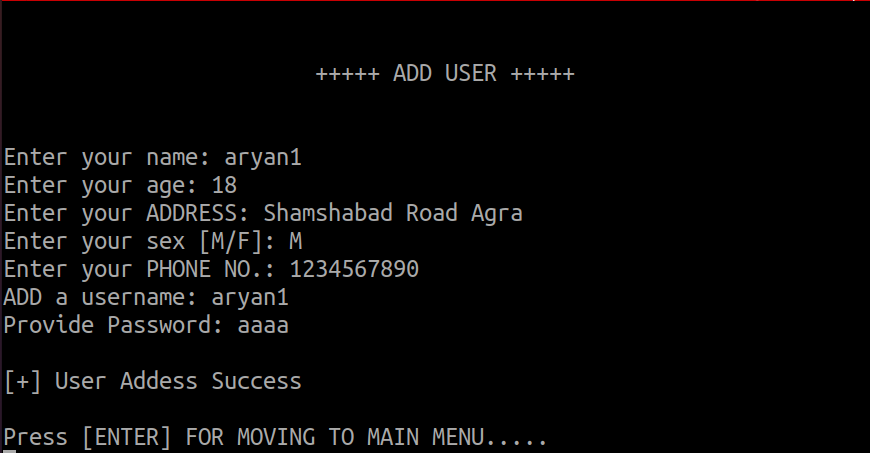 +++++ ADD USER +++++
Enter your name: aryan1
Enter your age: 18
Enter your ADDRESS: Shamshabad Road Agra
Enter your sex [M/F]: M
Enter your PHONE NO.: 1234567890
ADD a username: aryan1
Provide Password: aaaa
[+] User Addess Success
Press [ENTER] FOR MOVING TO MAIN MENU.....